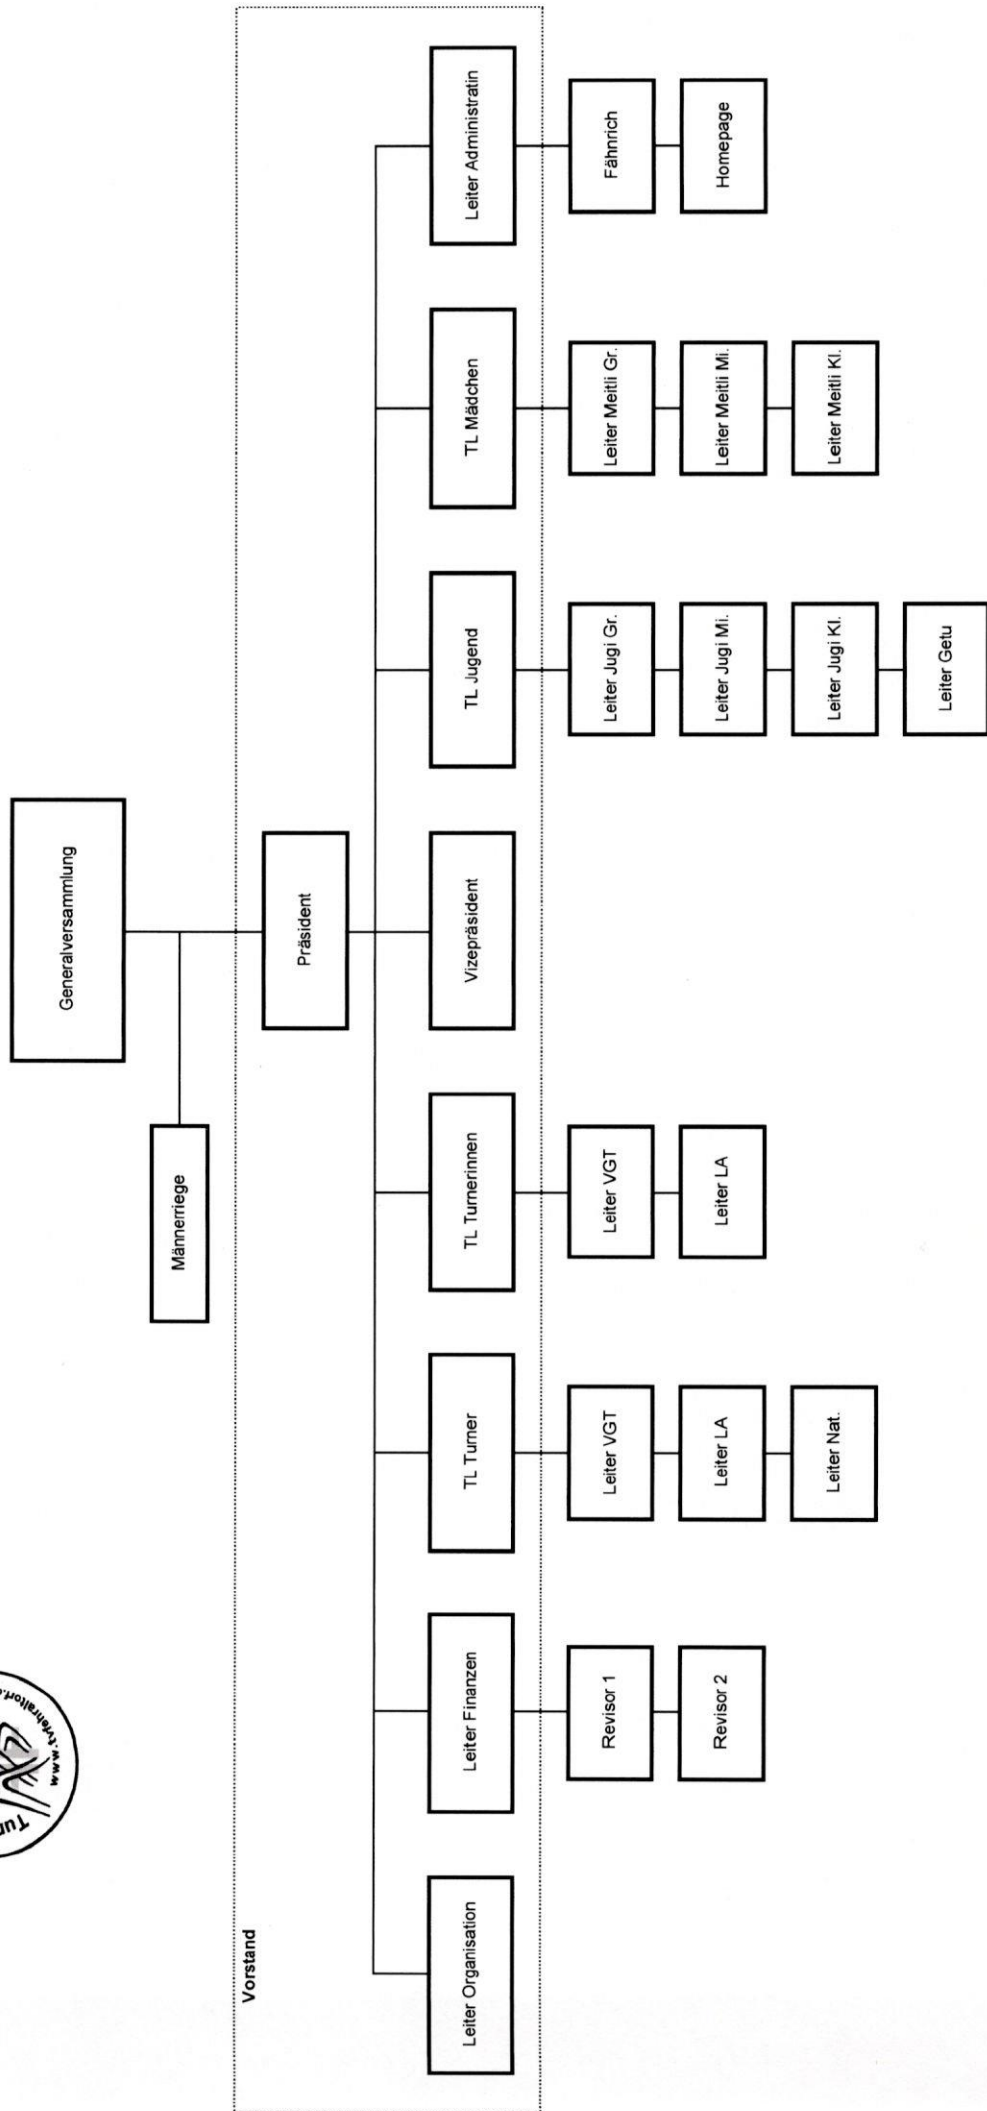 Generalversammlung
Männerriege
Vorstand
Präsident
Leiter Organisation
Leiter Finanzen
TL Turner
TL Turnerinnen
Vizepräsident
TL Jugend
TL Mädchen
Leiter Administratin
Revisor 1
Leiter VGT
Leiter VGT
Leiter Jugi Gr.
Leiter Meitli Gr.
Fähnrich
Revisor 2
Leiter LA
Leiter LA
Leiter Jugi Mi.
Leiter Meitli Mi.
Homepage
Leiter Nat.
Leiter Jugi Kl.
Leiter Meitli Kl.
Leiter Getu